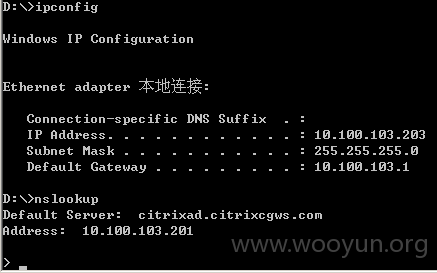 D:\>ipconfig
Windows IP Configuration
Ethernet adapter 本地连接:
Connection-specific DNS Suffix  . :
IP Address. . . . . . . . . . . . : 10.100.103.203
Subnet Mask . . . . . . . . . . . : 255.255.255.0
Default Gateway . . . . . . . . . : 10.100.103.1
D:\>nslookup
Default Server:  citrixad.citrixcgws.com
Address:  10.100.103.201
www.wooyun.org
> _